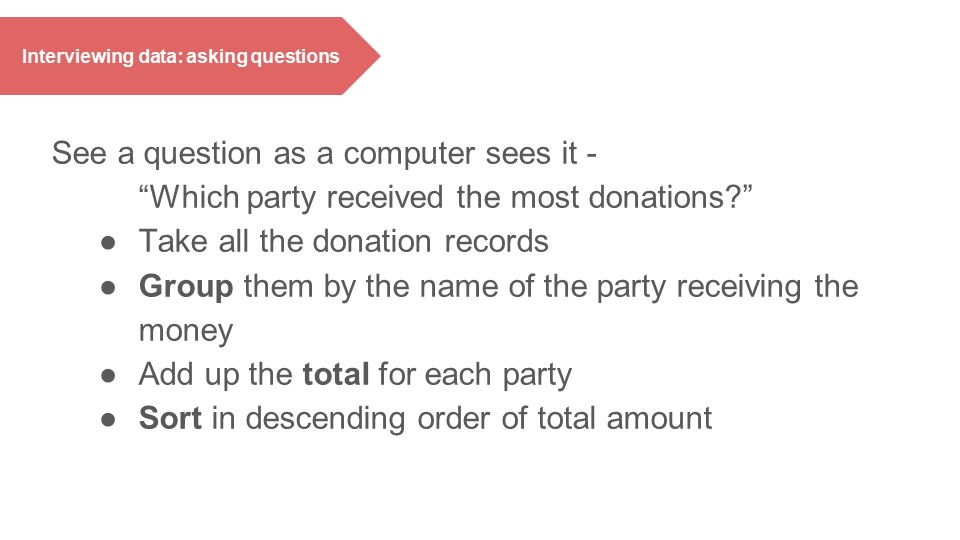 Interviewing data: asking questions
See a question as a computer sees it -
“Which party received the most donations?”
● Take all the donation records
● Group them by the name of the party receiving the
money
● Add up the total for each party
● Sort in descending order of total amount